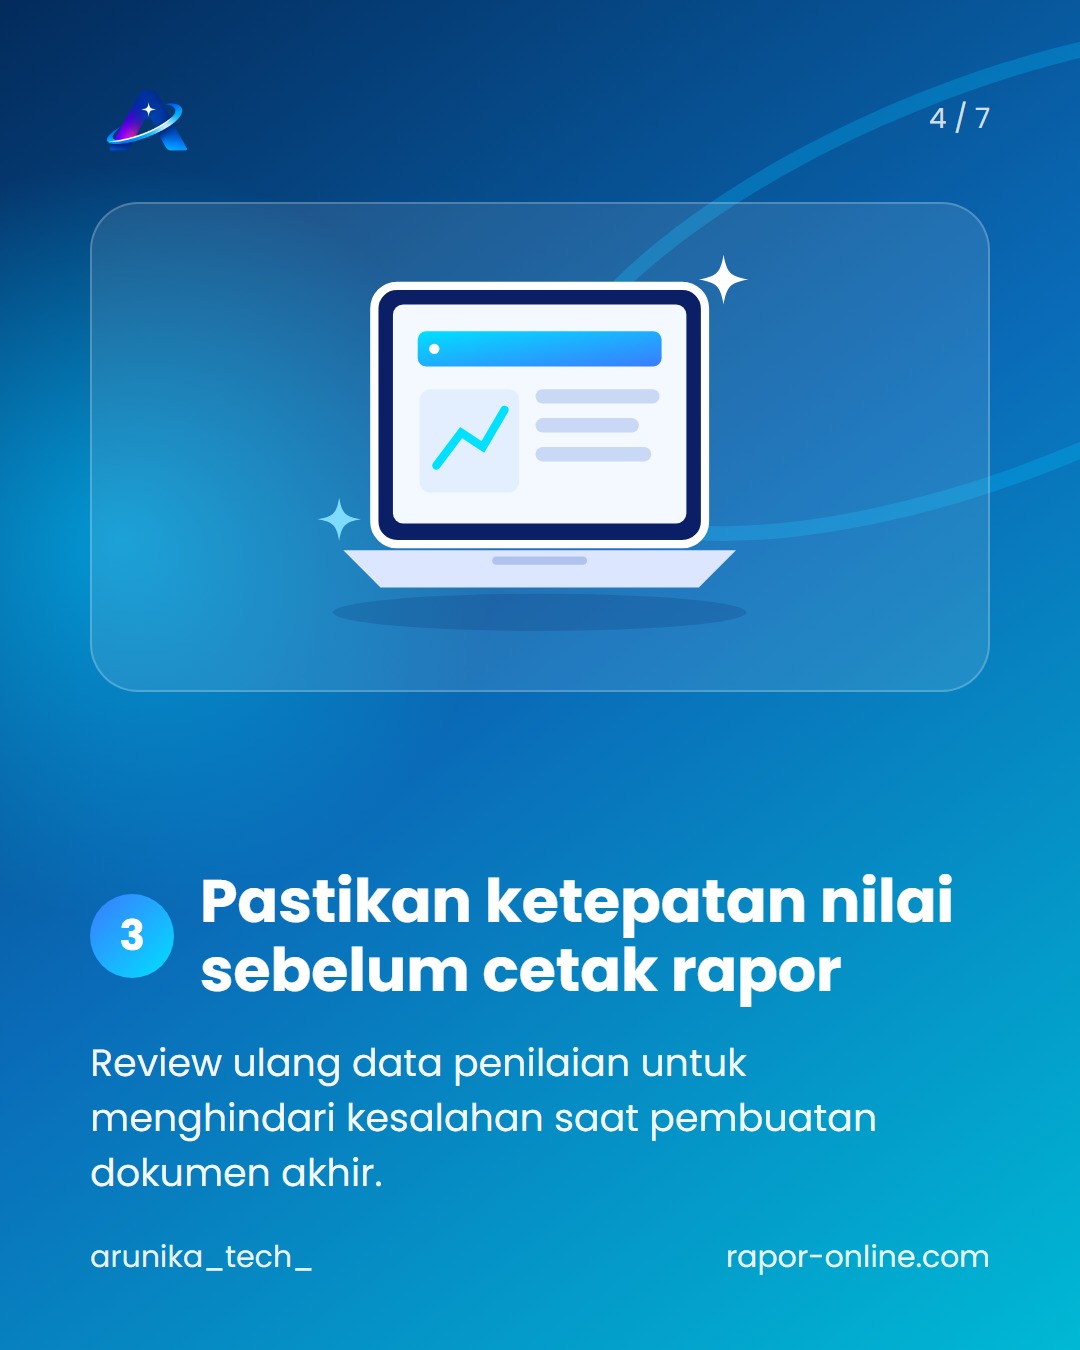 4 / 7
3
Pastikan ketepatan nilai
sebelum cetak rapor
Review ulang data penilaian untuk
menghindari kesalahan saat pembuatan
dokumen akhir.
arunika_tech_
rapor-online.com